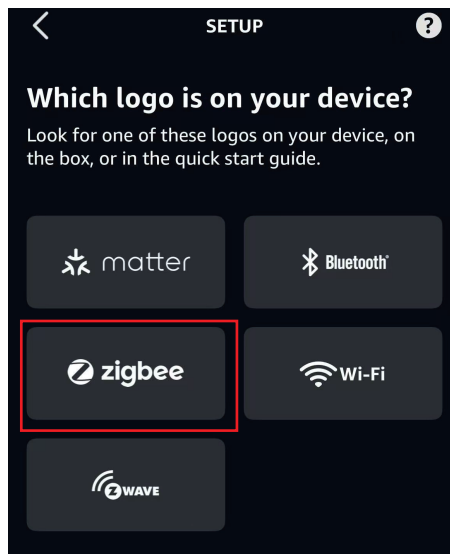 SETUP
?
Which logo is on your device?
Look for one of these logos on your device, on
the box, or in the quick start guide.
matter
Bluetooth®
zigbee
Wi-Fi
Z WAVE